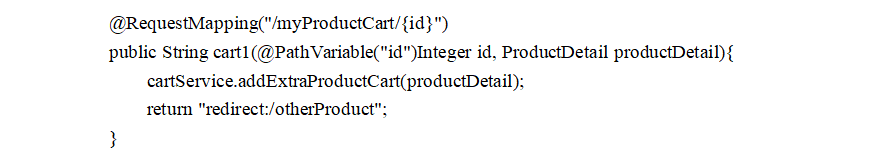 @RequestMapping("/myProductCart/{id}")
public String cart1(@PathVariable("id")Integer id, ProductDetail productDetail){
cartService.addExtraProductCart(productDetail);
return "redirect:/otherProduct";
}